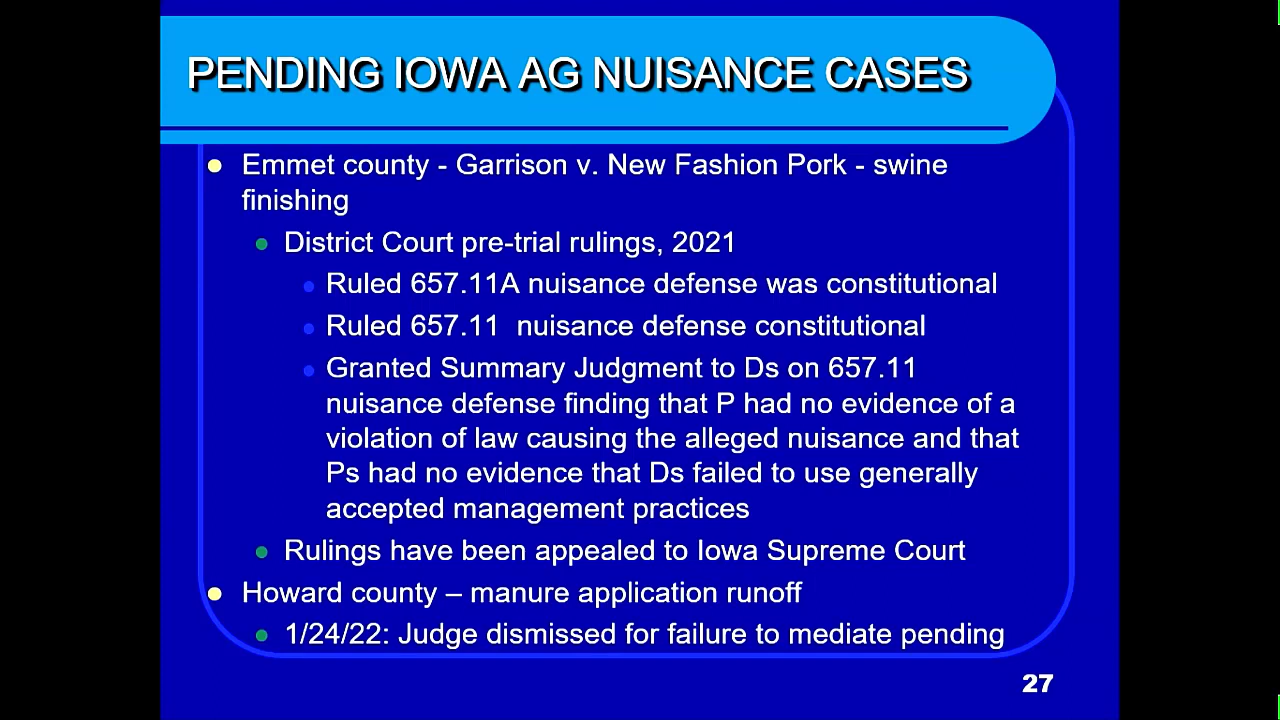 PENDING IOWA AG NUISANCE CASES
Emmet county - Garrison v. New Fashion Pork - swine
finishing
District Court pre-trial rulings, 2021
Ruled 657.11A nuisance defense was constitutional
Ruled 657.11 nuisance defense constitutional
Granted Summary Judgment to Ds on 657.11
nuisance defense finding that P had no evidence of a
violation of law causing the alleged nuisance and that
Ps had no evidence that Ds failed to use generally
accepted management practices
Rulings have been appealed to Iowa Supreme Court
Howard county – manure application runoff
1/24/22: Judge dismissed for failure to mediate pending
27